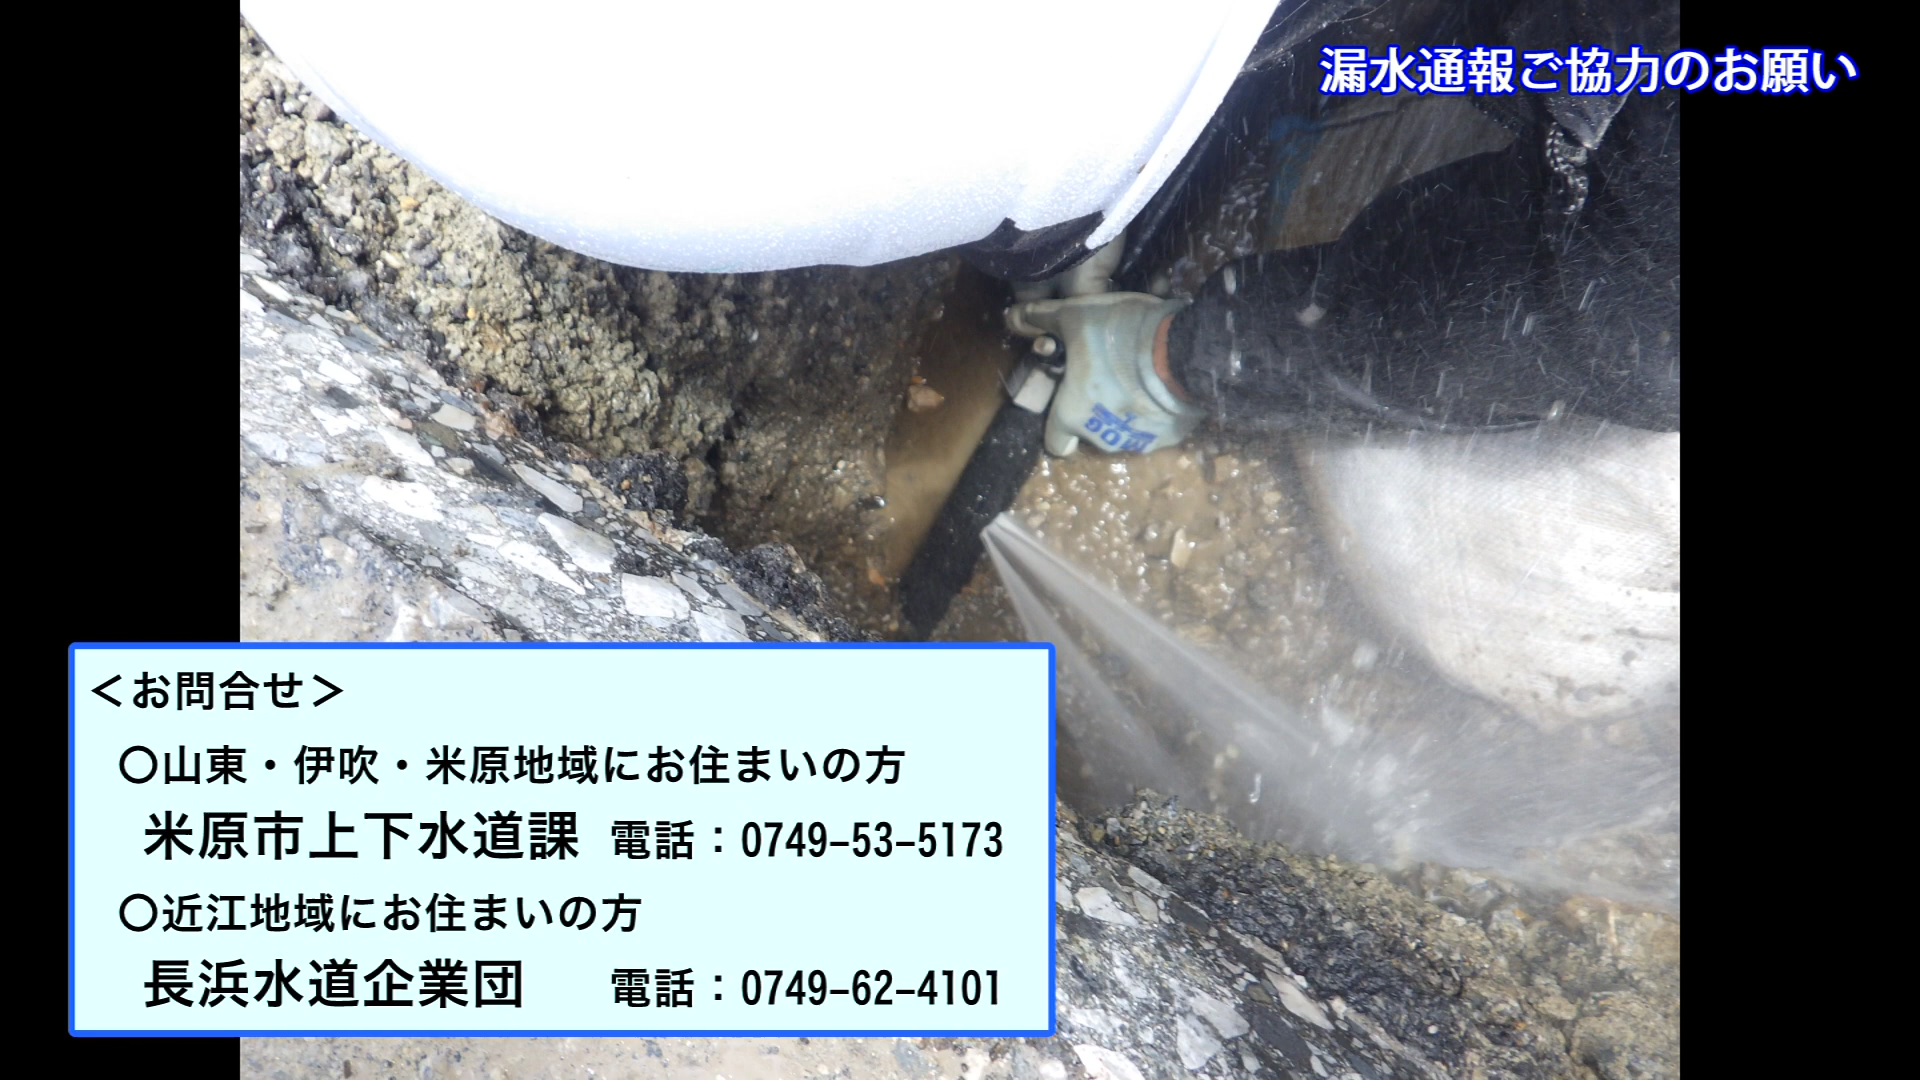 漏水通報ご協力のお願い
＜お問合せ＞
〇山東・伊吹・米原地域にお住まいの方
米原市上下水道課 電話：0749-53-5173
〇近江地域にお住まいの方
長浜水道企業団 電話：0749-62-4101